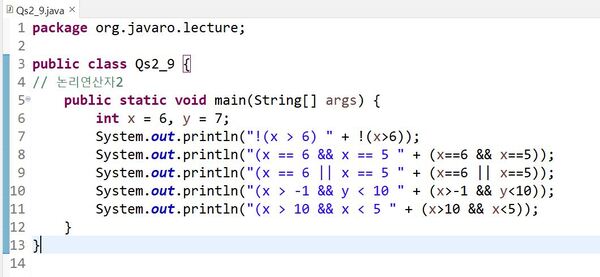 Qs2_9.java
1 package org.javaro.lecture;
2
3 public class Qs2_9 {
4 // 논리연산자2
5 public static void main(String[] args) {
6 int x = 6, y = 7;
7 System.out.println("!(x > 6) " + !(x>6));
8 System.out.println("(x == 6 && x == 5 " + (x==6 && x==5));
9 System.out.println("(x == 6 || x == 5 " + (x==6 || x==5));
10 System.out.println("(x > -1 && y < 10 " + (x>-1 && y<10));
11 System.out.println("(x > 10 && x < 5 " + (x>10 && x<5));
12 }
13 }
14